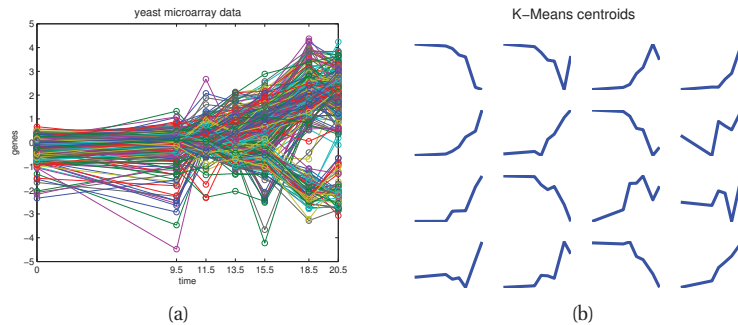 yeast microarray data
5
4
3
2
1
0
-1
-2
-3
-4
-5
genes
0 9.5 11.5 13.5 15.5 18.5 20.5
time
(a)
K-Means centroids
(b)